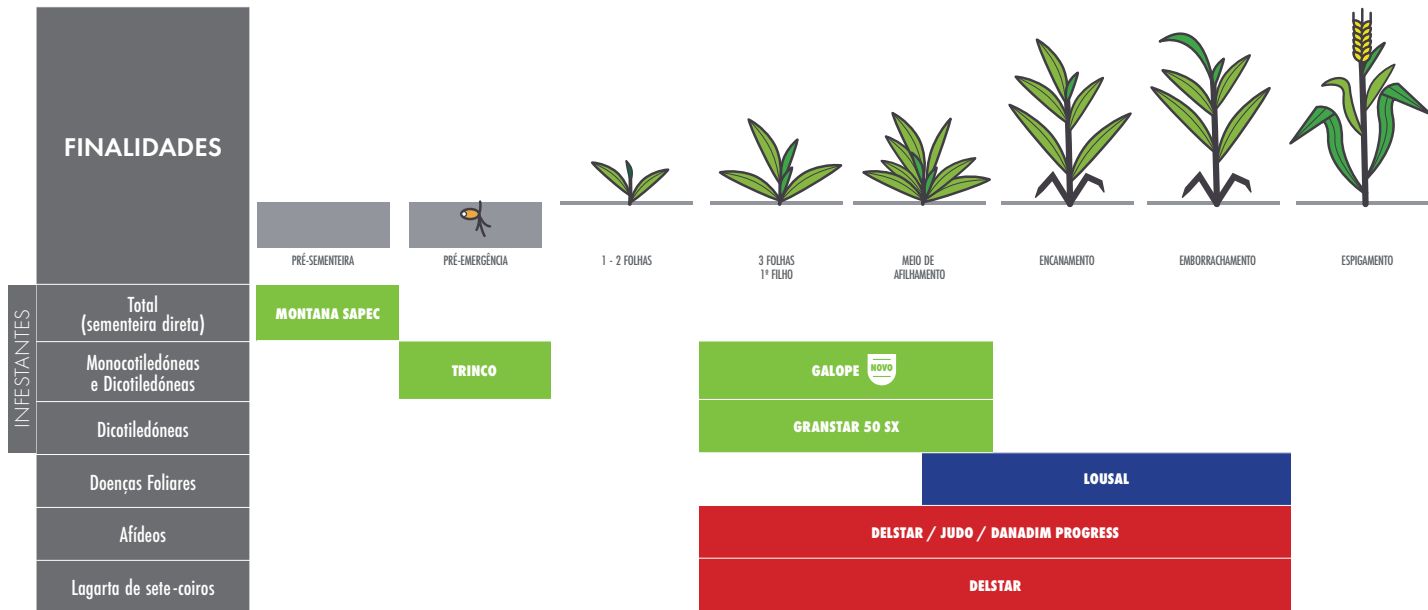 FINALIDADES
PRÉ-SEMENTEIRA
PRÉ-EMERGÊNCIA
1 - 2 FOLHAS
3 FOLHAS
1º FILHO
MEIO DE
AFILHAMENTO
ENCANAMENTO
EMBORRACHAMENTO
ESPIGAMENTO
INFESTANTES
Total
(sementeira direta)
MONTANA SAPEC
Monocotiledóneas
e Dicotiledóneas
TRINCO
GALOPE NOVO
Dicotiledóneas
GRANSTAR 50 SX
Doenças Foliares
LOUSAL
Afídeos
DELSTAR / JUDO / DANADIM PROGRESS
Lagarta de sete-coiros
DELSTAR